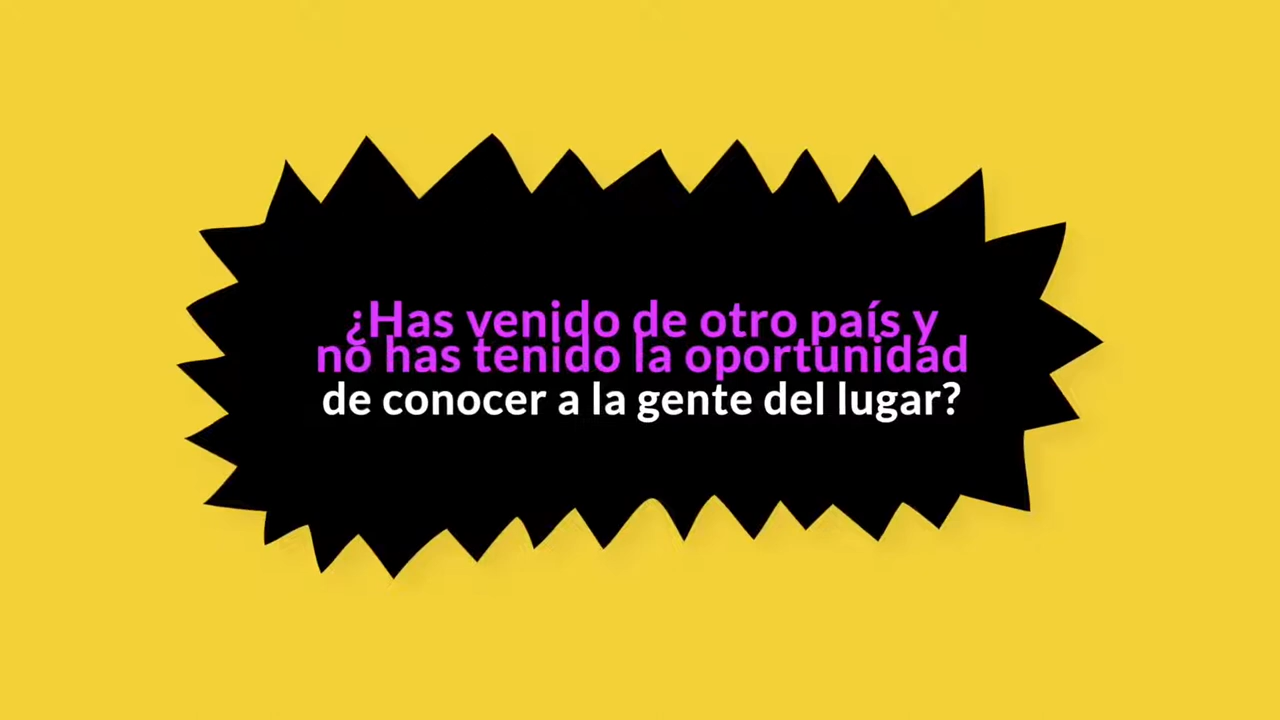 ¿Has venido de otro país y
no has tenido la oportunidad
de conocer a la gente del lugar?